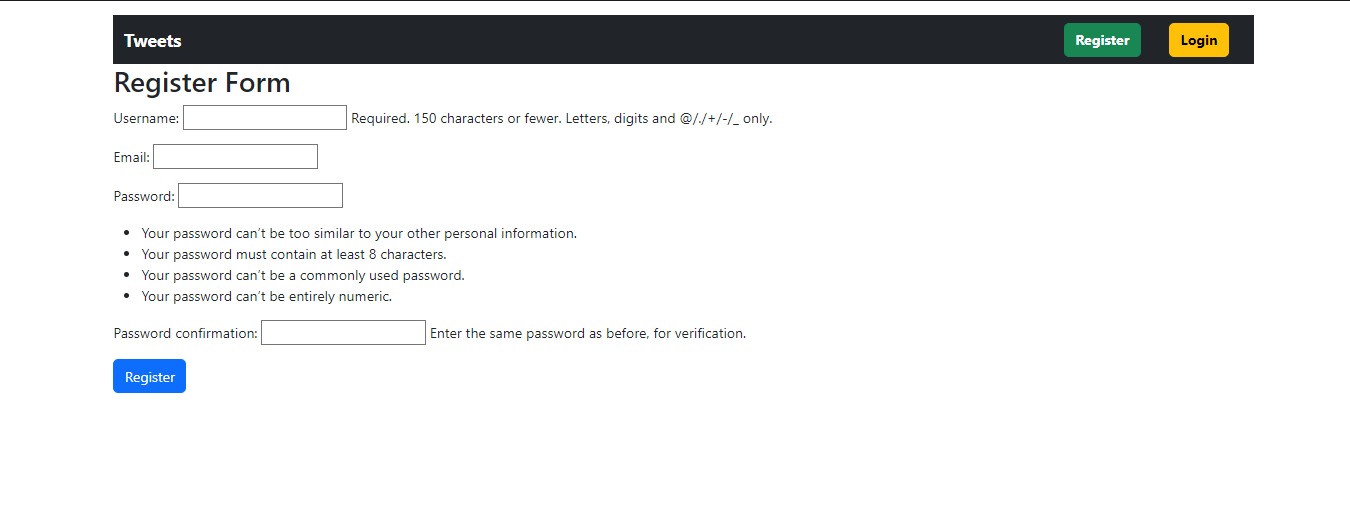 Tweets Register Login
Register Form
Username: Required. 150 characters or fewer. Letters, digits and @/./+/-/_ only.
Email:
Password:
• Your password can't be too similar to your other personal information.
• Your password must contain at least 8 characters.
• Your password can't be a commonly used password.
• Your password can't be entirely numeric.
Password confirmation: Enter the same password as before, for verification.
Register